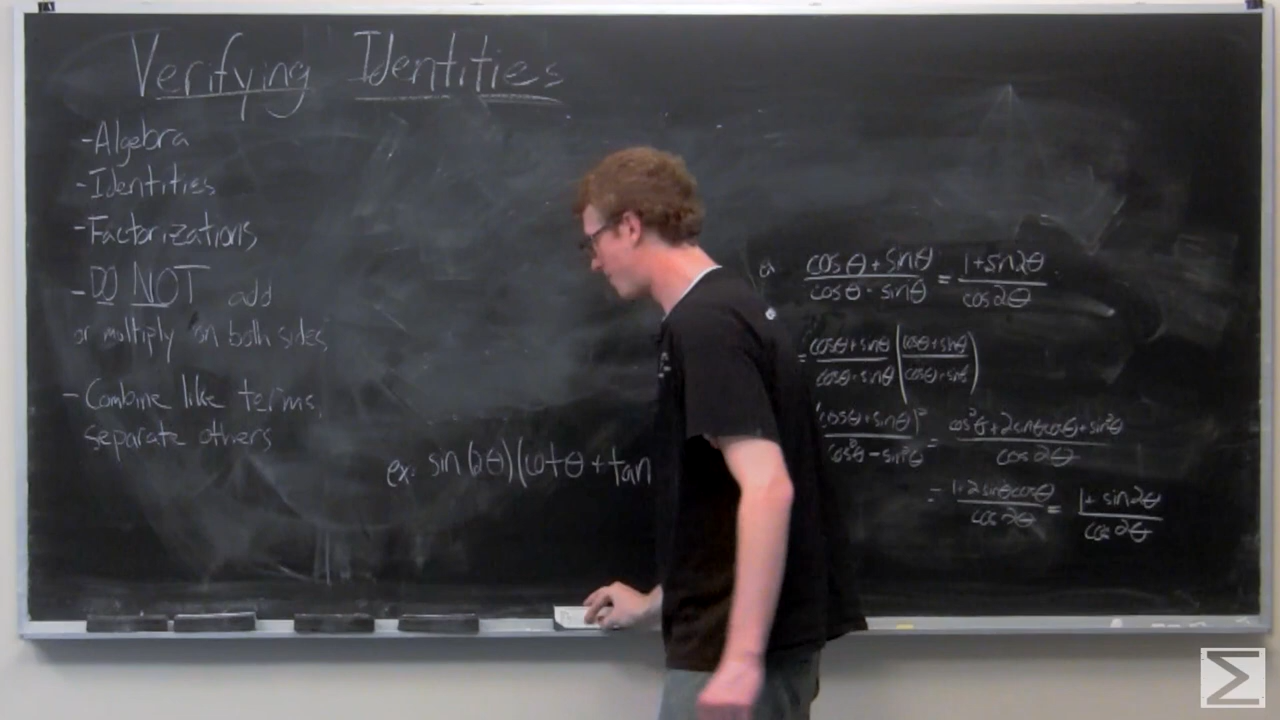 Verifying Identities
-Algebra
-Identities
-Factorizations
-DO NOT add
or multiply on both sides
-Combine like terms,
separate others
ex: sin(2θ)(cotθ+tan
ex. (cosθ+sinθ)/(cosθ-sinθ) = (1+sin2θ)/(cos2θ)
= (cosθ+sinθ)/(cosθ-sinθ) ((cosθ+sinθ)/(cosθ+sinθ))
(cosθ+sinθ)²/(cos²θ-sin²θ) = (cos²θ+2sinθcosθ+sin²θ)/(cos2θ)
= (1+2sinθcosθ)/(cos2θ) = (1+sin2θ)/(cos2θ)
Σ